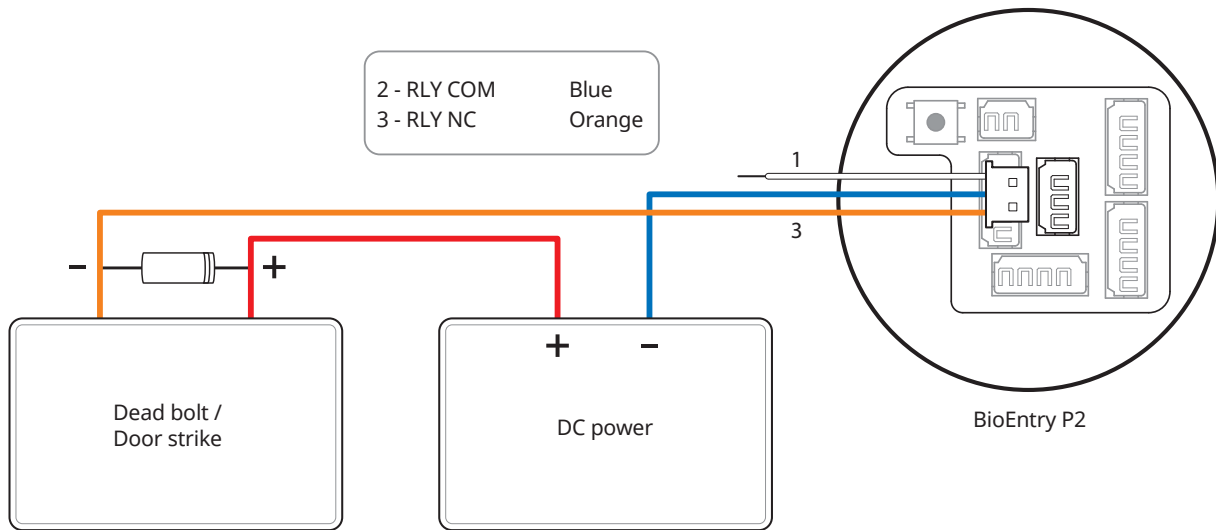 2 - RLY COM Blue
3 - RLY NC Orange
1
3
- +
+ -
Dead bolt /
Door strike
DC power
BioEntry P2